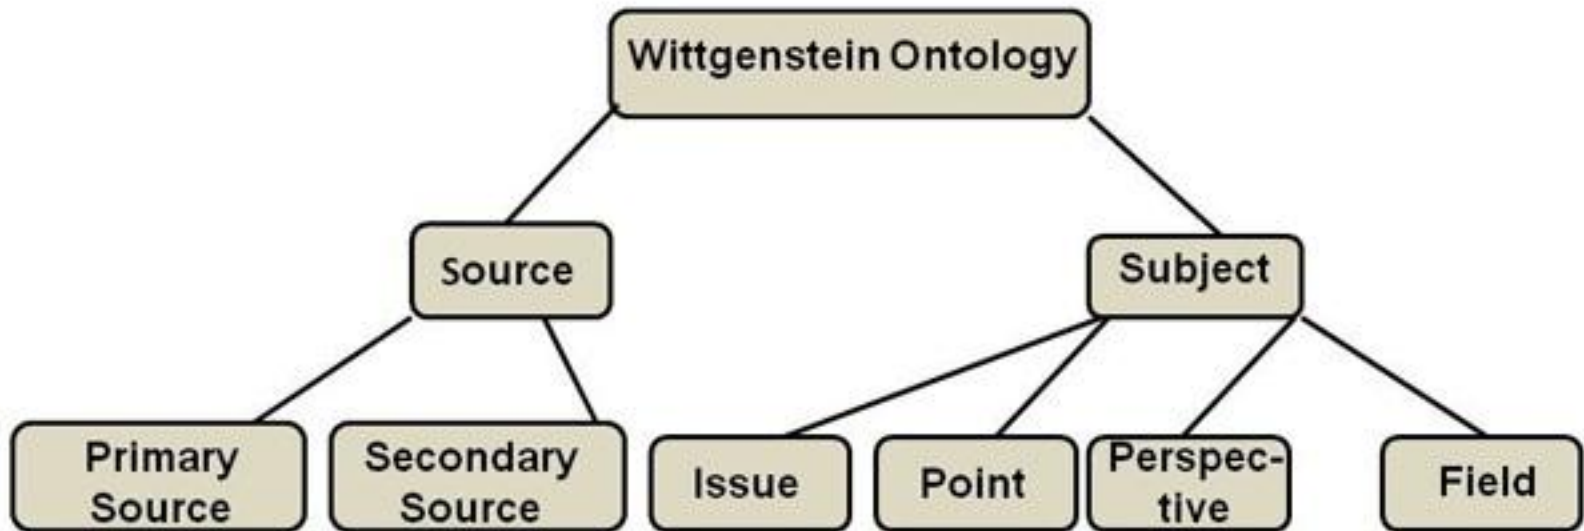 Wittgenstein Ontology
Source
Subject
Primary
Source
Secondary
Source
Issue
Point
Perspec-
tive
Field